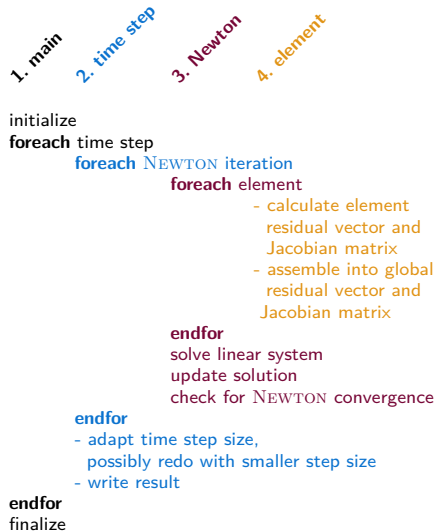 1. main
2. time step
3. Newton
4. element
initialize
foreach time step
foreach NEWTON iteration
foreach element
- calculate element
residual vector and
Jacobian matrix
- assemble into global
residual vector and
Jacobian matrix
endfor
solve linear system
update solution
check for NEWTON convergence
endfor
- adapt time step size,
possibly redo with smaller step size
- write result
endfor
finalize